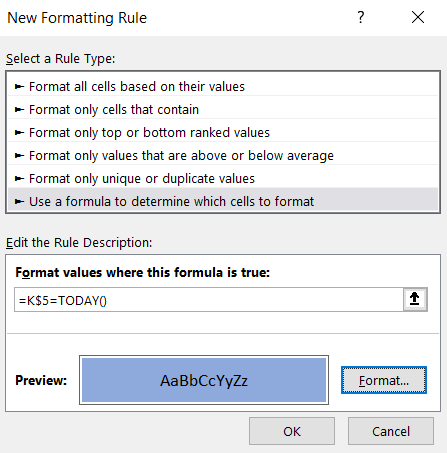 New Formatting Rule ? ×
Select a Rule Type:
► Format all cells based on their values
► Format only cells that contain
► Format only top or bottom ranked values
► Format only values that are above or below average
► Format only unique or duplicate values
► Use a formula to determine which cells to format
Edit the Rule Description:
Format values where this formula is true:
=K$5=TODAY()
Preview: AaBbCcYyZz Format...
OK Cancel